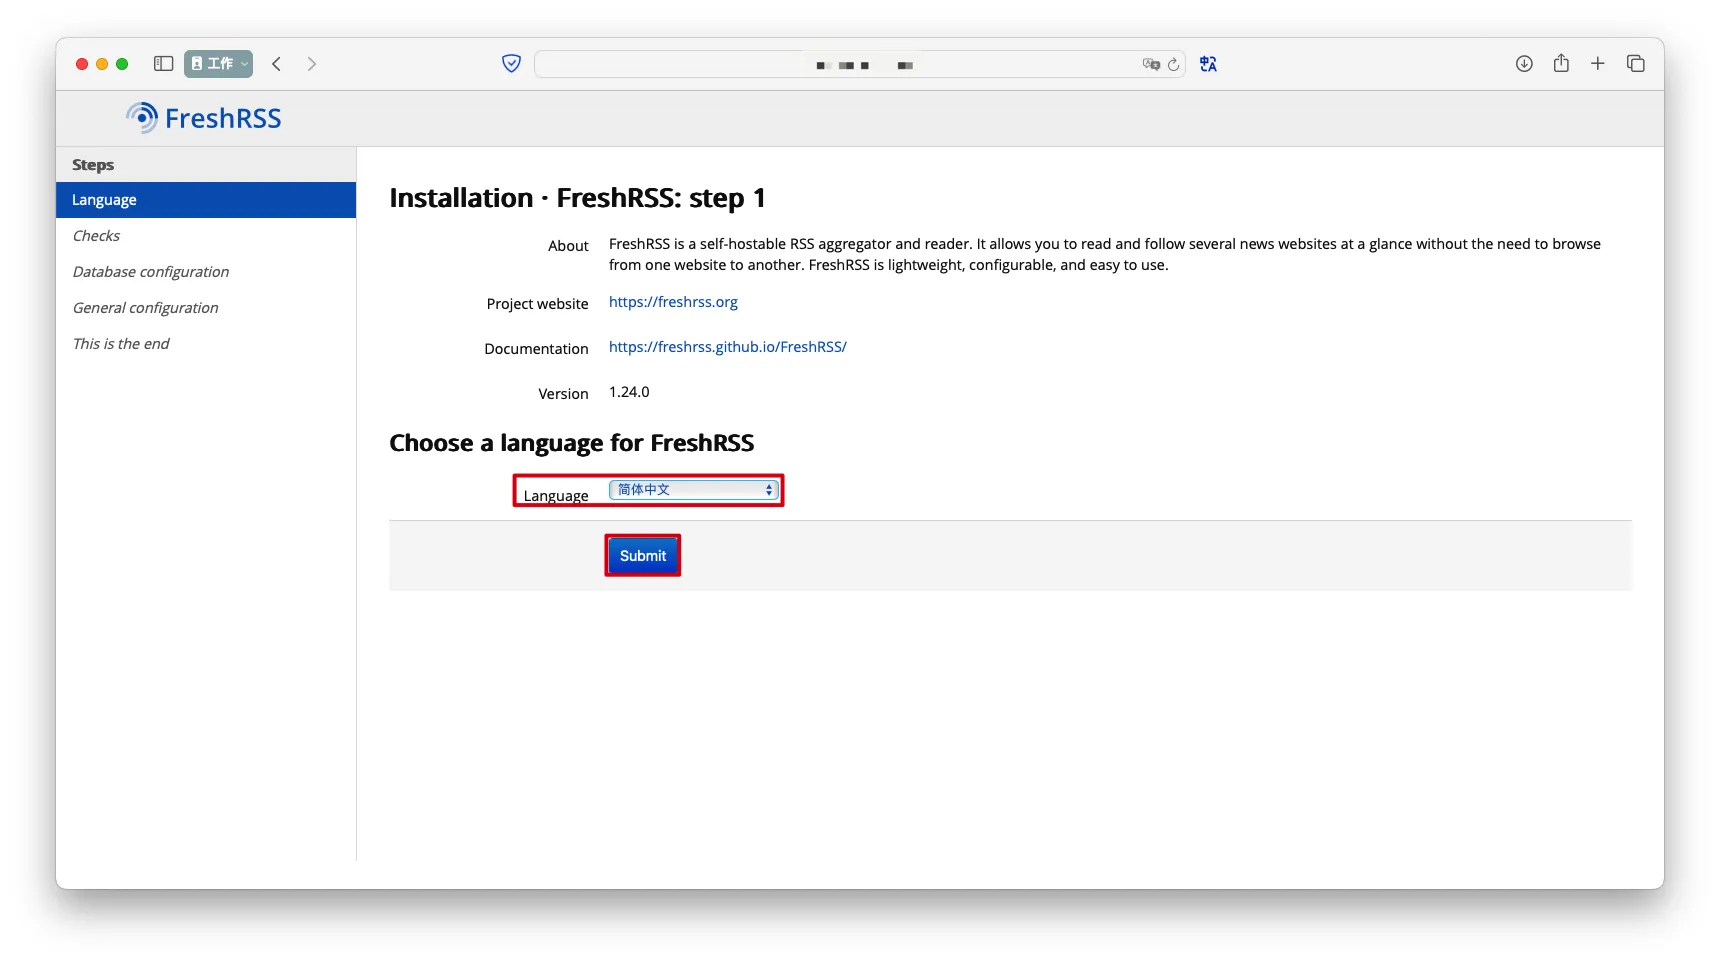 工作
FreshRSS
Steps
Language
Checks
Database configuration
General configuration
This is the end
Installation · FreshRSS: step 1
About
FreshRSS is a self-hostable RSS aggregator and reader. It allows you to read and follow several news websites at a glance without the need to browse
from one website to another. FreshRSS is lightweight, configurable, and easy to use.
Project website https://freshrss.org
Documentation https://freshrss.github.io/FreshRSS/
Version 1.24.0
Choose a language for FreshRSS
Language 简体中文
Submit